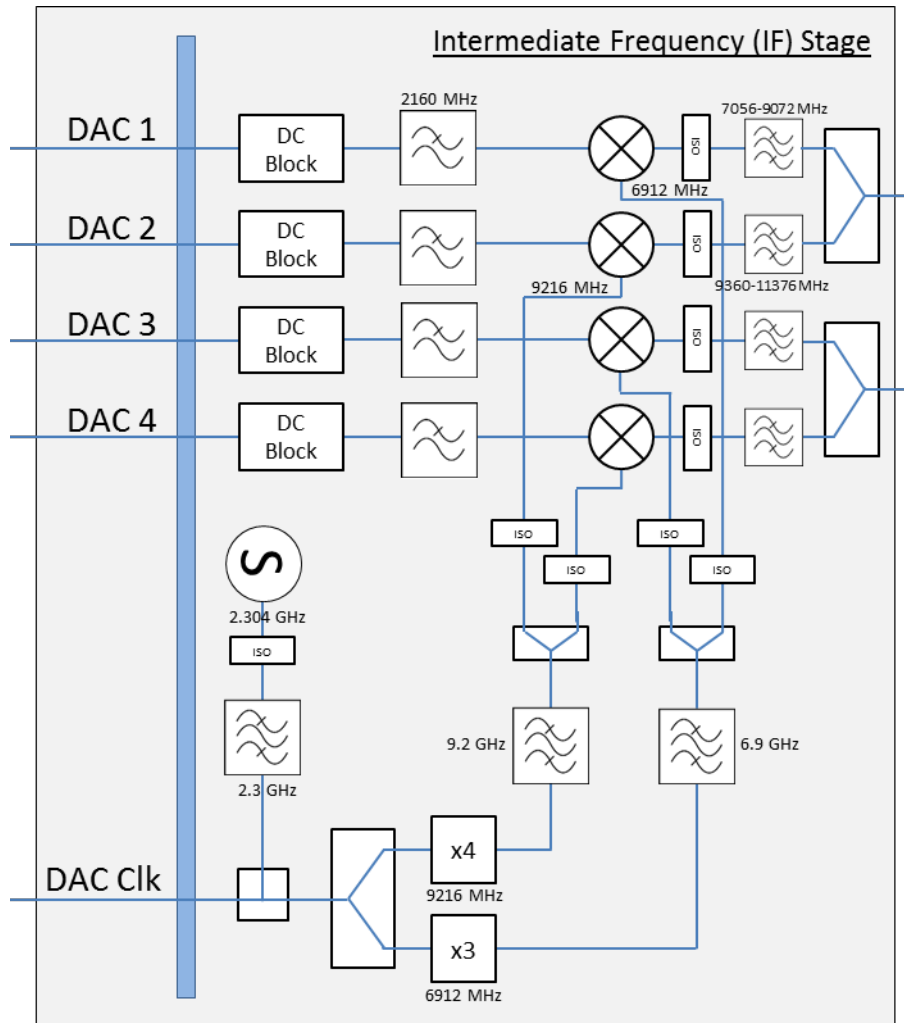 Intermediate Frequency (IF) Stage
2160 MHz
7056-9072 MHz
DAC 1
DC
Block
ISO
6912 MHz
DAC 2
DC
Block
ISO
9216 MHz
9360-11376 MHz
DAC 3
DC
Block
ISO
DAC 4
DC
Block
ISO
ISO
ISO
ISO
ISO
S
2.304 GHz
ISO
9.2 GHz
6.9 GHz
2.3 GHz
x4
DAC Clk
9216 MHz
x3
6912 MHz